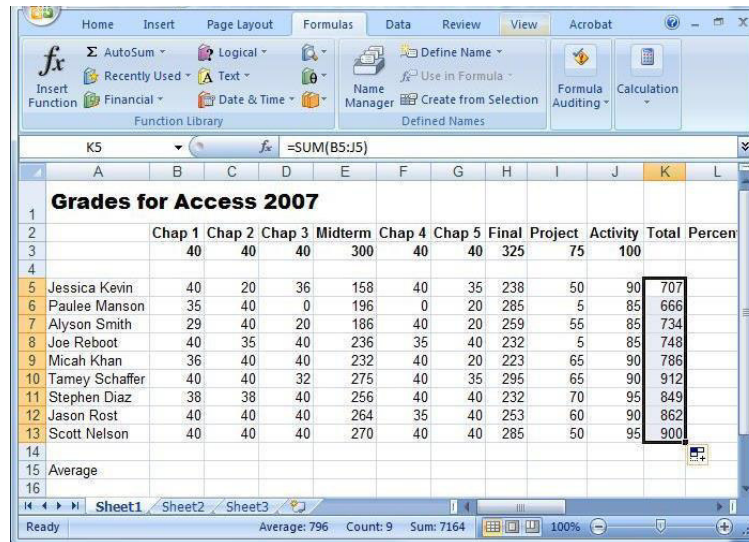 Home Insert Page Layout Formulas Data Review View Acrobat
Σ AutoSum Logical Define Name
fx Recently Used A Text θ fx Use in Formula
Insert Function Financial Date & Time Name Manager Create from Selection Formula Auditing Calculation
Function Library Defined Names
K5 fx =SUM(B5:J5)
A B C D E F G H I J K L
1 Grades for Access 2007
2 Chap 1 Chap 2 Chap 3 Midterm Chap 4 Chap 5 Final Project Activity Total Percen
3 40 40 40 300 40 40 325 75 100
4
5 Jessica Kevin 40 20 36 158 40 35 238 50 90 707
6 Paulee Manson 35 40 0 196 0 20 285 5 85 666
7 Alyson Smith 29 40 20 186 40 20 259 55 85 734
8 Joe Reboot 40 35 40 236 35 40 232 5 85 748
9 Micah Khan 36 40 40 232 40 20 223 65 90 786
10 Tamey Schaffer 40 40 32 275 40 35 295 65 90 912
11 Stephen Diaz 38 38 40 256 40 40 232 70 95 849
12 Jason Rost 40 40 40 264 35 40 253 60 90 862
13 Scott Nelson 40 40 40 270 40 40 285 50 95 900
14
15 Average
16
Sheet1 Sheet2 Sheet3
Ready Average: 796 Count: 9 Sum: 7164 100%